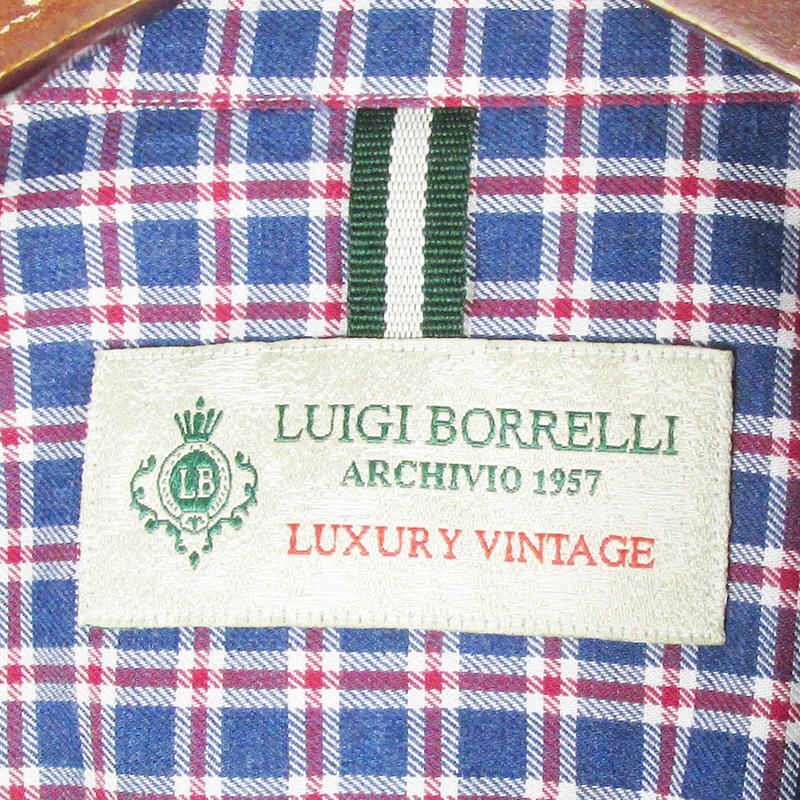 LB
LUIGI BORRELLI
ARCHIVIO 1957
LUXURY VINTAGE